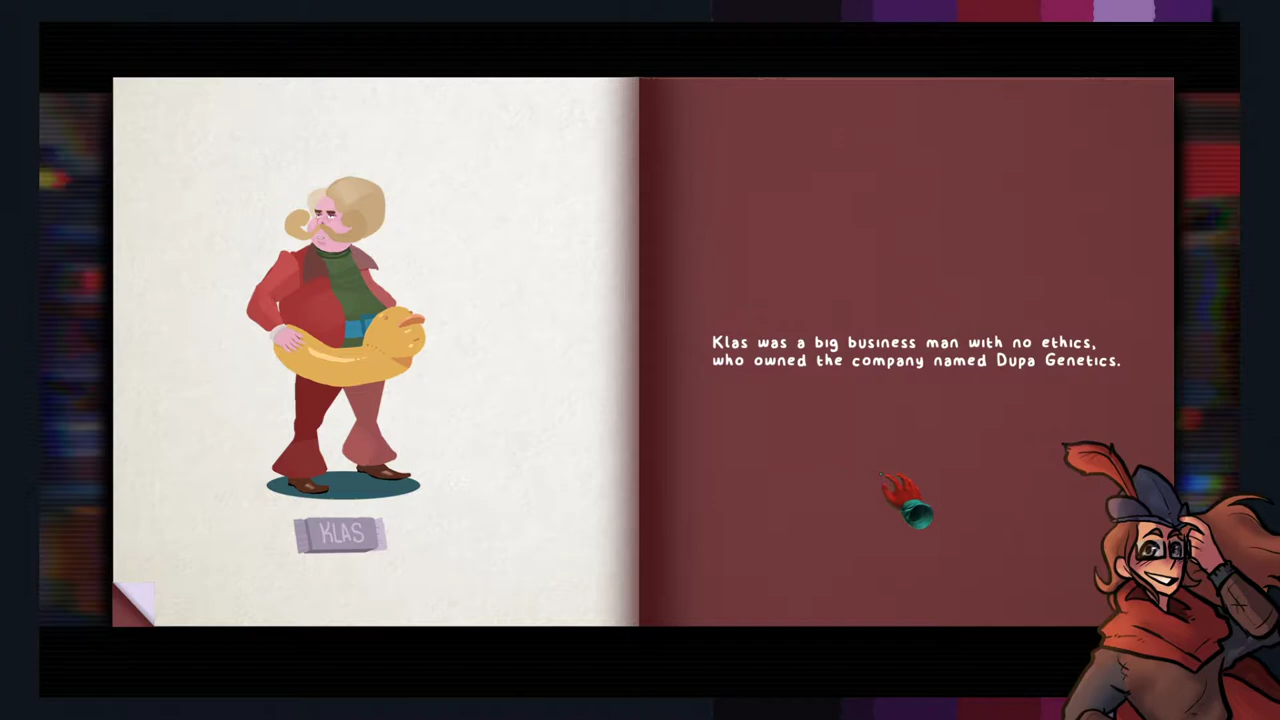 KLAS
Klas was a big business man with no ethics,
who owned the company named Dupa Genetics.